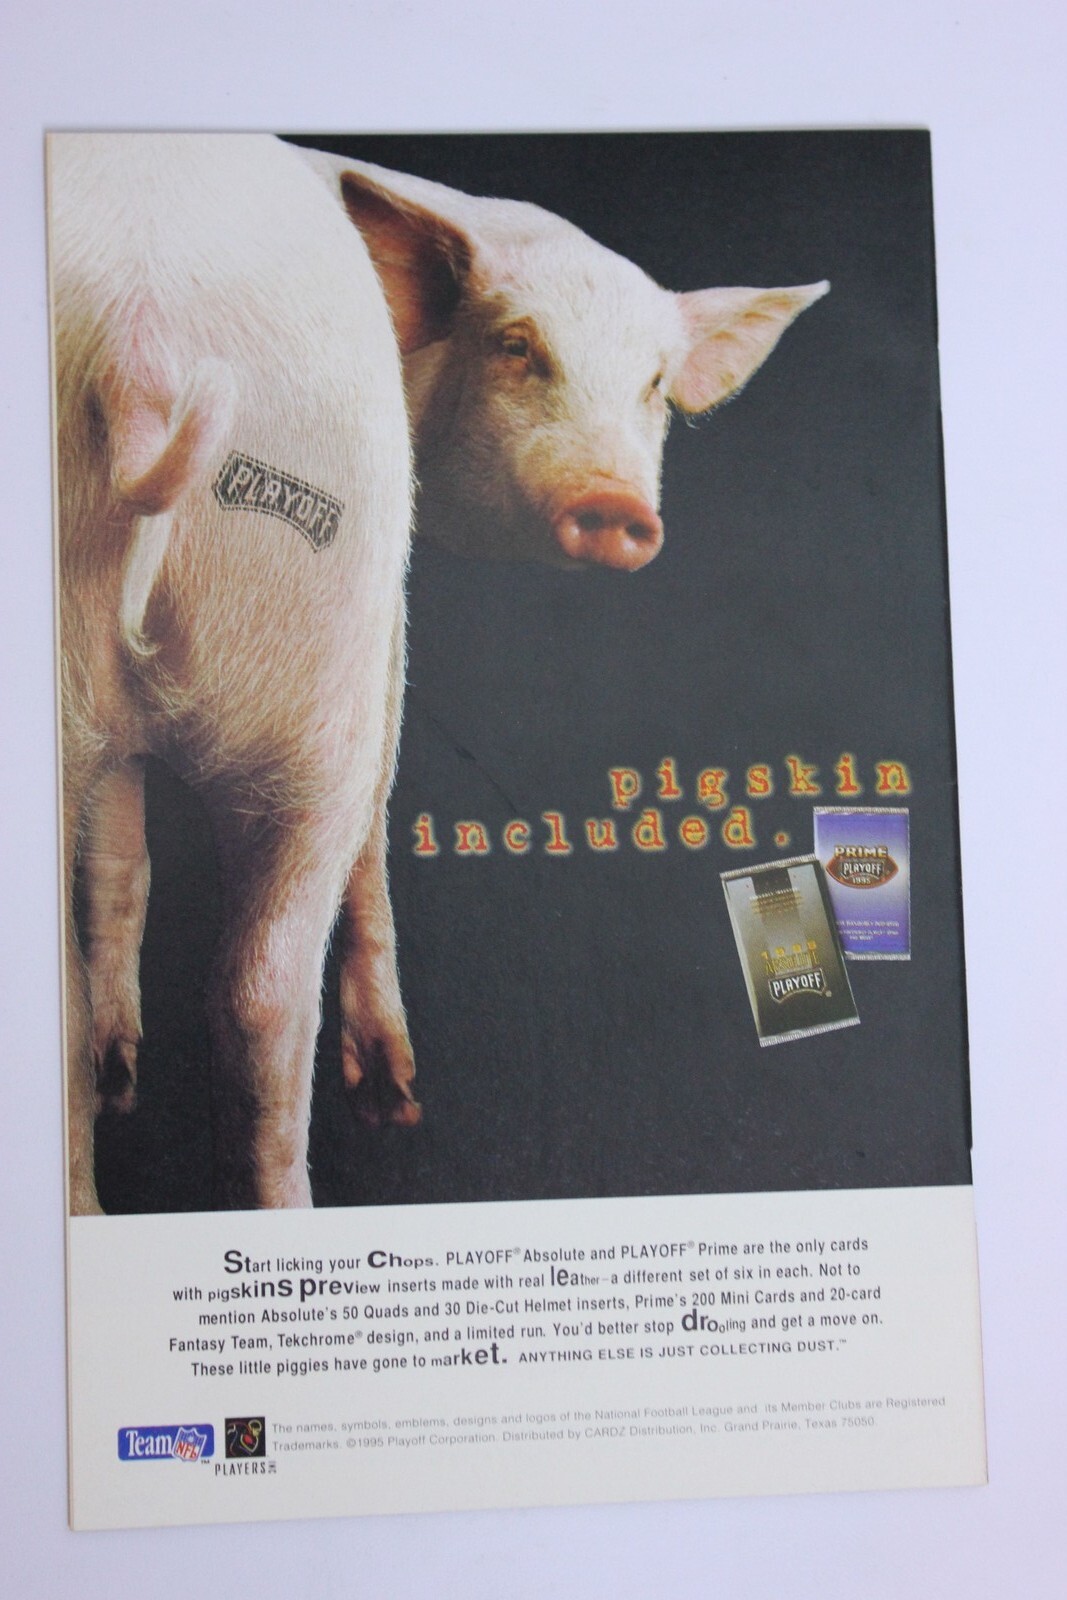 PLAYOFF
pigskin
included.
PRIME
PLAYOFF
1995
1995
ABSOLUTE
PLAYOFF
Start licking your Chops. PLAYOFF® Absolute and PLAYOFF® Prime are the only cards
with pigskins preview inserts made with real leather–a different set of six in each. Not to
mention Absolute's 50 Quads and 30 Die-Cut Helmet inserts, Prime's 200 Mini Cards and 20-card
Fantasy Team, Tekchrome® design, and a limited run. You'd better stop drooling and get a move on.
These little piggies have gone to market. ANYTHING ELSE IS JUST COLLECTING DUST.™
Team NFL™
PLAYERS
The names, symbols, emblems, designs and logos of the National Football League and its Member Clubs are Registered
Trademarks. ©1995 Playoff Corporation. Distributed by CARDZ Distribution, Inc. Grand Prairie, Texas 75050.